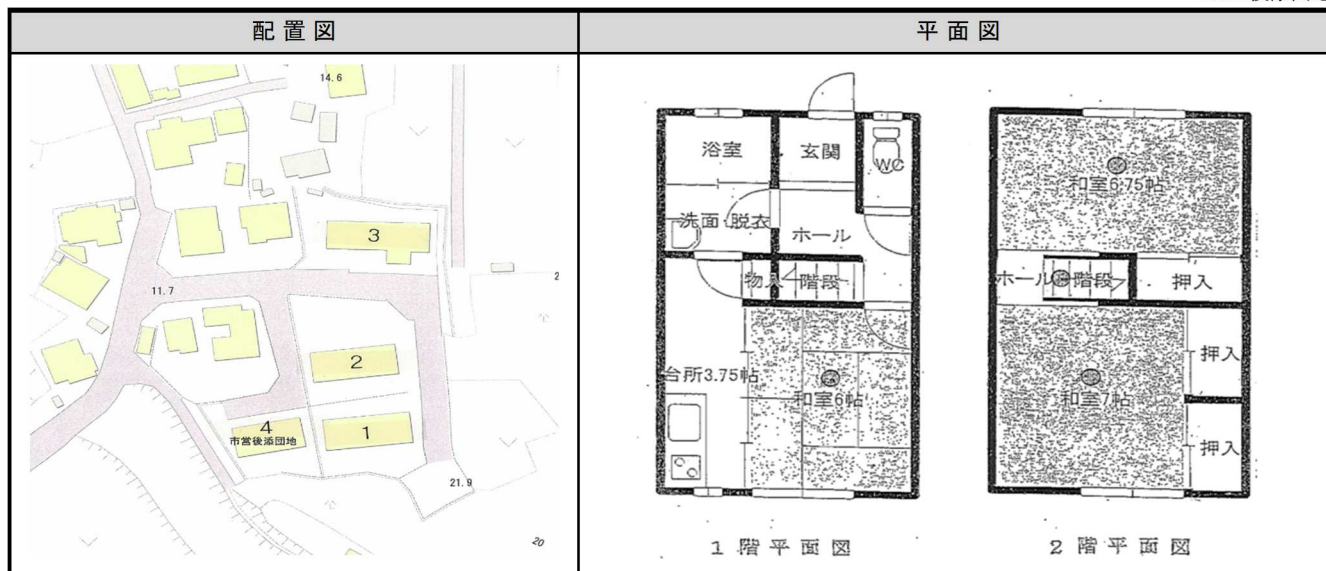 配置図
平面図
14.6
3
11.7
2
4
市営後添団地
1
21.9
20
2
浴室
玄関
WC
洗面・脱衣
ホール
物入
階段
台所3.75帖
和室6帖
1階平面図
和室6.75帖
ホール
階段
押入
和室7帖
押入
押入
2階平面図